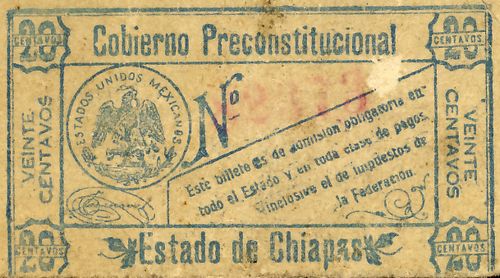 20 CENTAVOS
Gobierno Preconstitucional
20 CENTAVOS
VEINTE CENTAVOS
ESTADOS UNIDOS MEXICANOS
Nº
Este billete es de admisión obligatoria en
todo el Estado y en toda clase de pagos,
inclusive el de impuestos de
la Federación.
VEINTE CENTAVOS
20 CENTAVOS
Estado de Chiapas
20 CENTAVOS